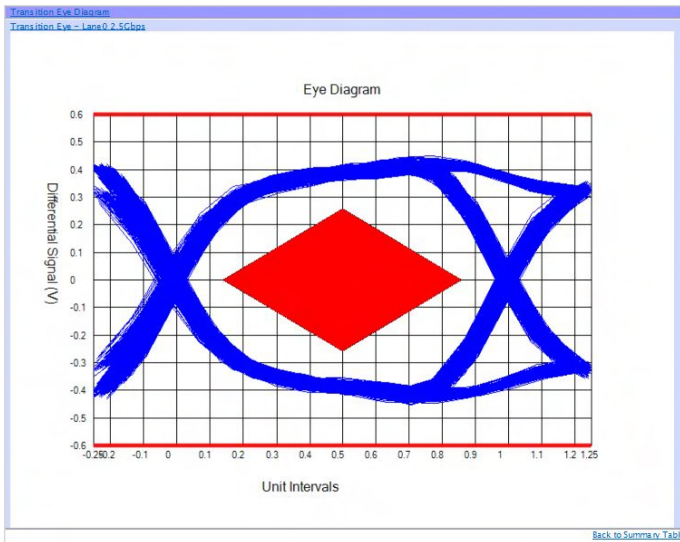 Transition Eye Diagram
Transition Eye - Lane0 2.5Gbps
Eye Diagram
0.6
0.5
0.4
0.3
0.2
0.1
0
-0.1
-0.2
-0.3
-0.4
-0.5
-0.6
Differential Signal (V)
-0.25 -0.2 -0.1 0 0.1 0.2 0.3 0.4 0.5 0.6 0.7 0.8 0.9 1 1.1 1.2 1.25
Unit Intervals
Back to Summary Tabl